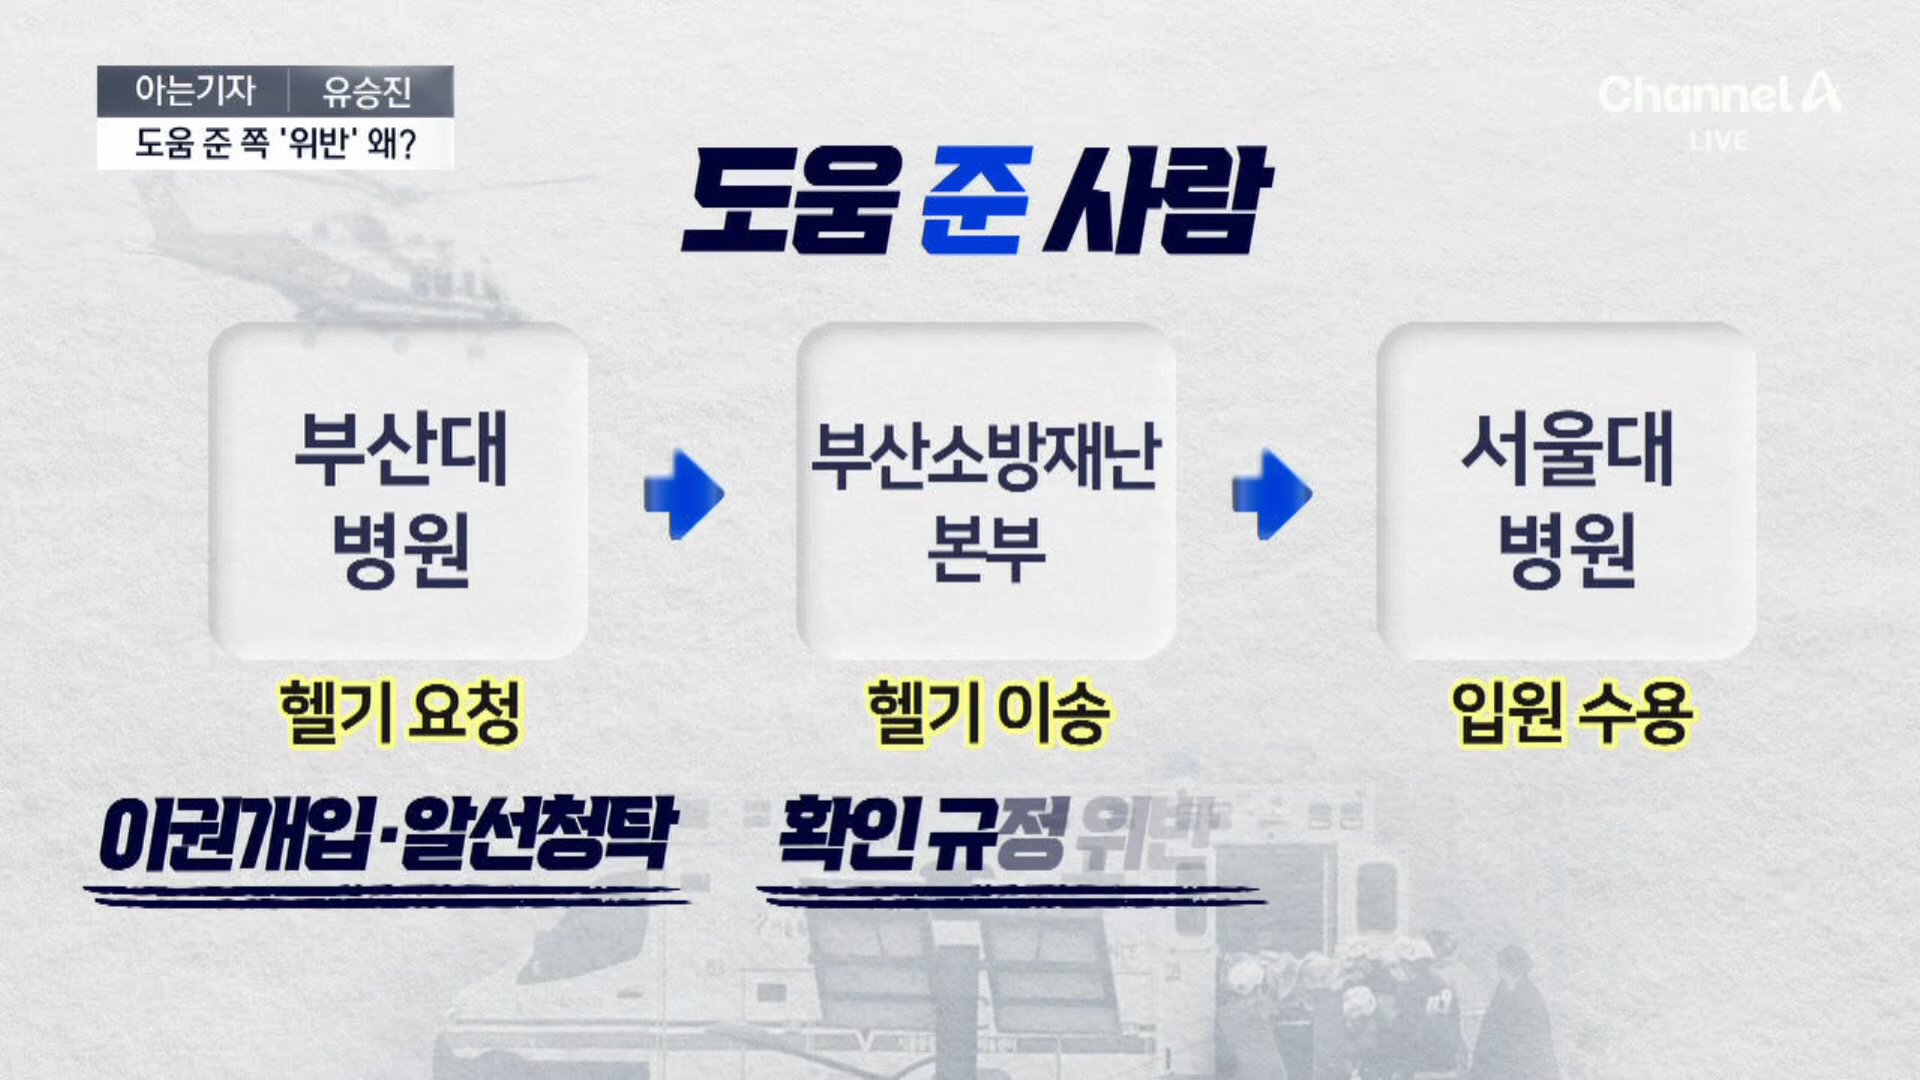 아는기자 유승진
도움 준 쪽 '위반' 왜?
Channel A
LIVE
도움 준 사람
부산대
병원
부산소방재난
본부
서울대
병원
헬기 요청
헬기 이송
입원 수용
이권개입·알선청탁
확인 규정 위반